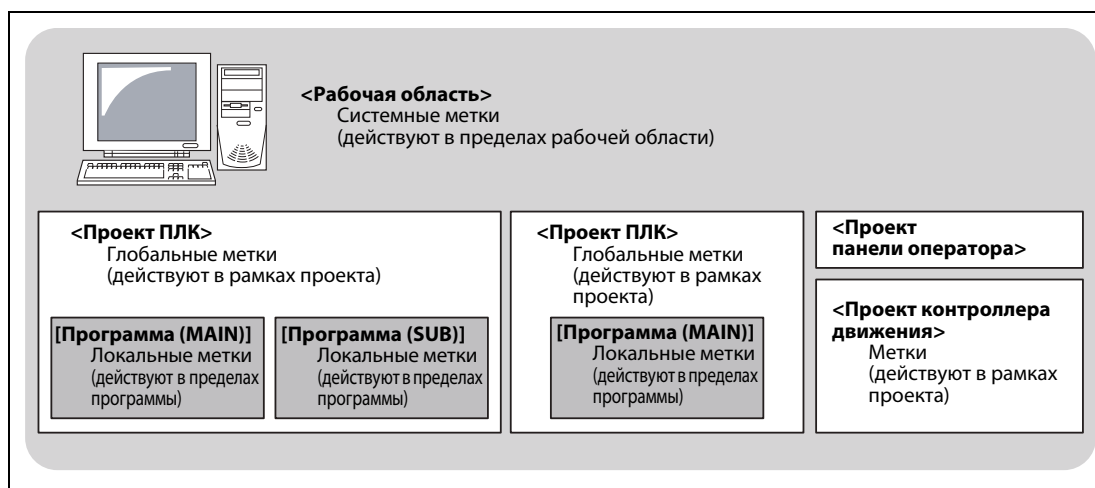 <Рабочая область>
Системные метки
(действуют в пределах рабочей области)
<Проект ПЛК>
Глобальные метки
(действуют в рамках проекта)
[Программа (MAIN)]
Локальные метки
(действуют в пределах
программы)
[Программа (SUB)]
Локальные метки
(действуют в пределах
программы)
<Проект ПЛК>
Глобальные метки
(действуют в рамках
проекта)
[Программа (MAIN)]
Локальные метки
(действуют в пределах
программы)
<Проект
панели оператора>
<Проект контроллера
движения>
Метки
(действуют в рамках
проекта)